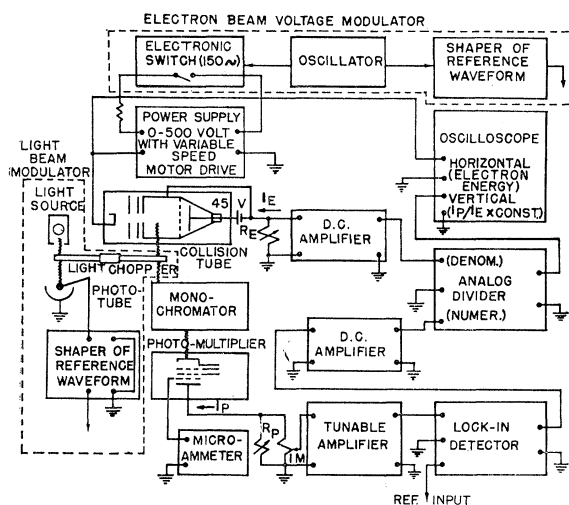 ELECTRON BEAM VOLTAGE MODULATOR
ELECTRONIC
SWITCH (150~)
OSCILLATOR
SHAPER OF
REFERENCE
WAVEFORM
POWER SUPPLY
0-500 VOLT
WITH VARIABLE
SPEED
MOTOR DRIVE
OSCILLOSCOPE
HORIZONTAL
(ELECTRON
ENERGY)
VERTICAL
(IP/IE × CONST.)
LIGHT
BEAM
MODULATOR
LIGHT
SOURCE
45 V
IE
RE
COLLISION
TUBE
D.C.
AMPLIFIER
LIGHT CHOPPER
PHOTO-
TUBE
(DENOM.)
ANALOG
DIVIDER
(NUMER.)
MONO-
CHROMATOR
D.C.
AMPLIFIER
SHAPER OF
REFERENCE
WAVEFORM
PHOTO-MULTIPLIER
IP
RP
1M
MICRO-
AMMETER
TUNABLE
AMPLIFIER
LOCK-IN
DETECTOR
REF. INPUT